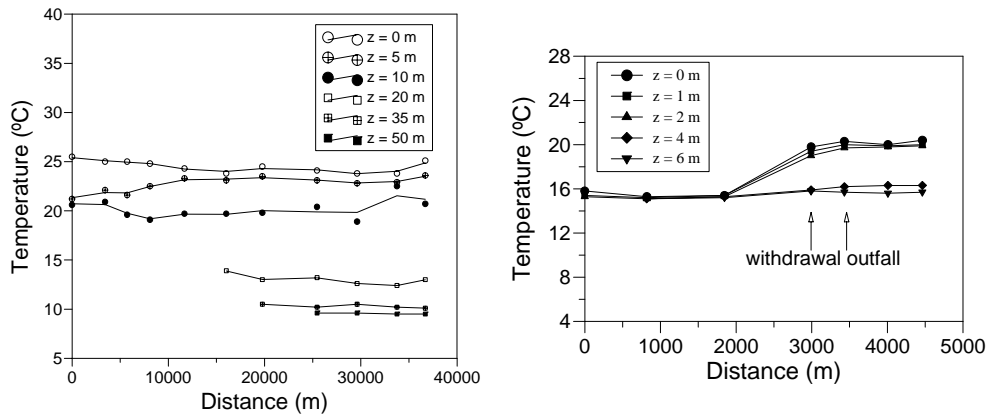 40
35
30
25
20
15
10
5
Temperature (ºC)
z = 0 m
z = 5 m
z = 10 m
z = 20 m
z = 35 m
z = 50 m
0 10000 20000 30000 40000
Distance (m)
28
24
20
16
12
8
4
Temperature (ºC)
z = 0 m
z = 1 m
z = 2 m
z = 4 m
z = 6 m
withdrawal outfall
0 1000 2000 3000 4000 5000
Distance (m)